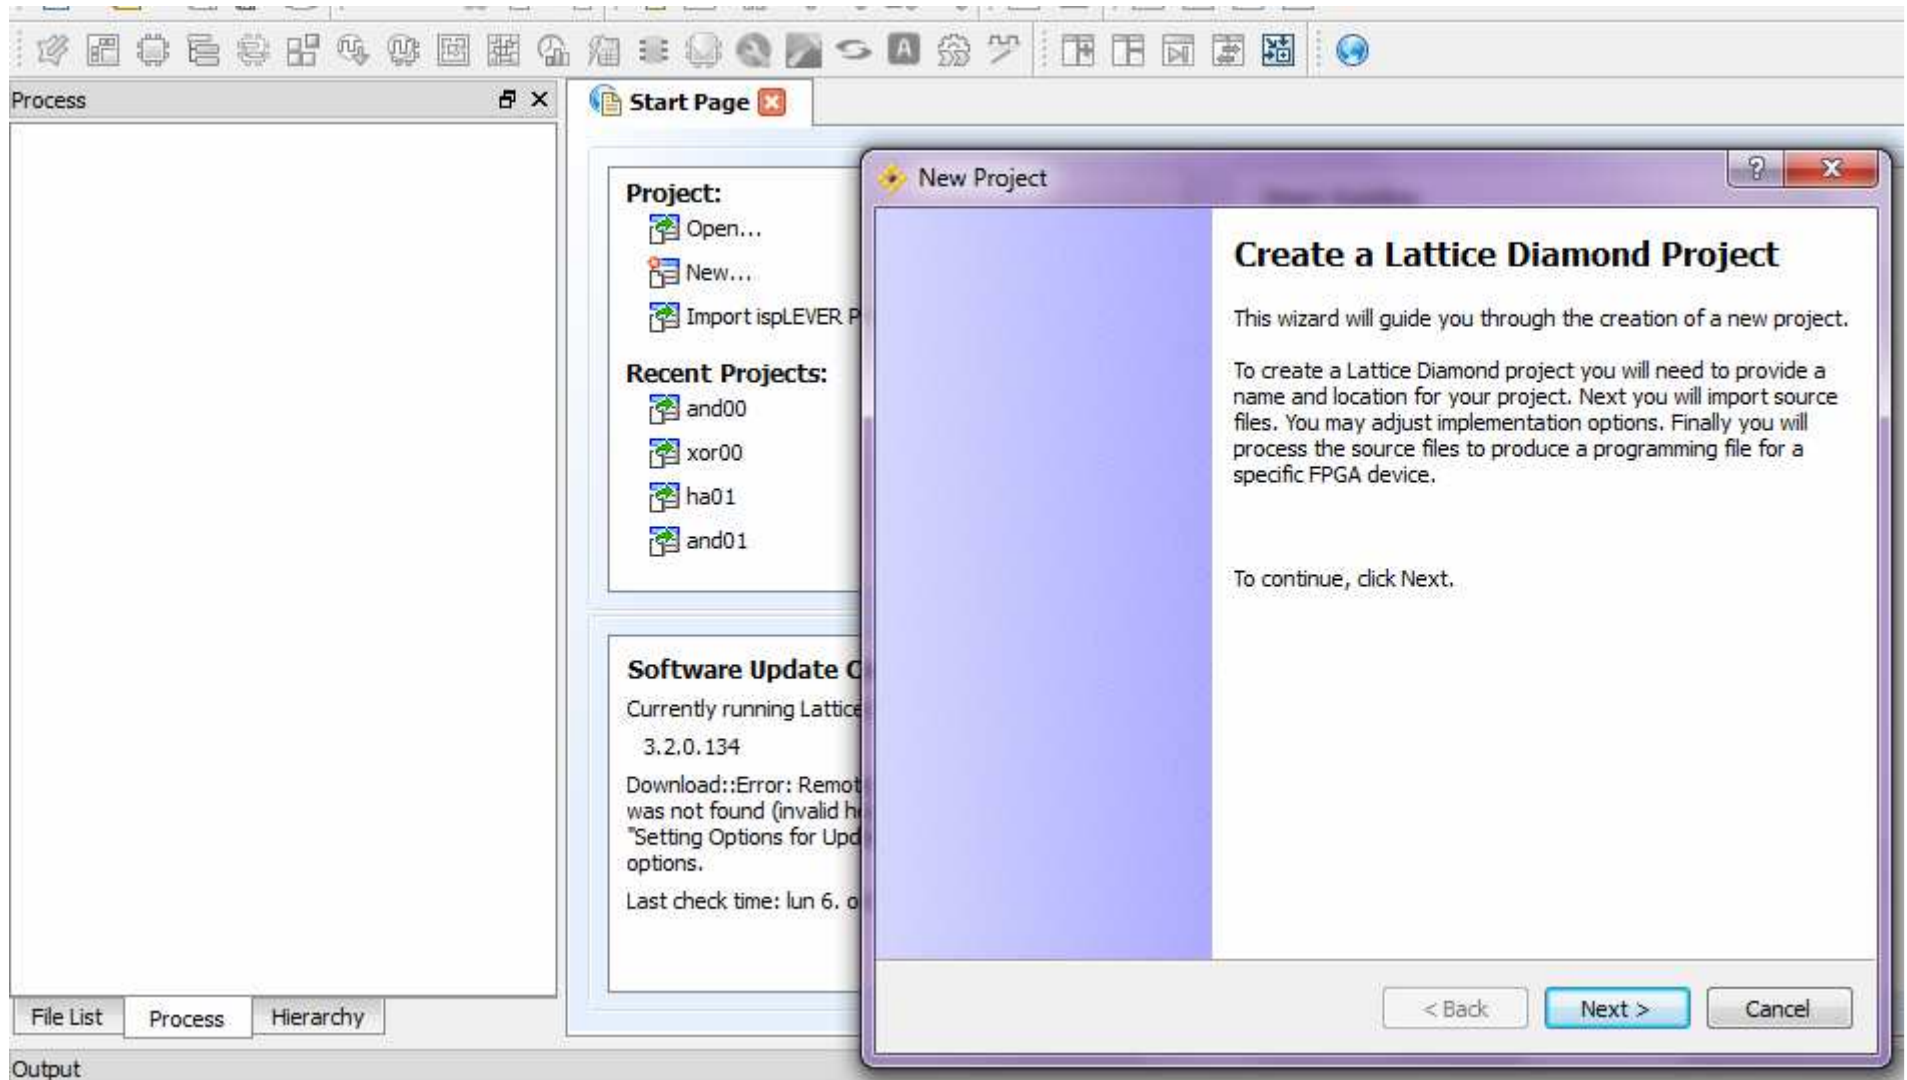 Process
Start Page
Project:
Open...
New...
Import ispLEVER P
Recent Projects:
and00
xor00
ha01
and01
Software Update C
Currently running Lattice
3.2.0.134
Download::Error: Remot
was not found (invalid h
"Setting Options for Upd
options.
Last check time: lun 6. o
New Project
Create a Lattice Diamond Project
This wizard will guide you through the creation of a new project.
To create a Lattice Diamond project you will need to provide a
name and location for your project. Next you will import source
files. You may adjust implementation options. Finally you will
process the source files to produce a programming file for a
specific FPGA device.
To continue, click Next.
< Back Next > Cancel
File List Process Hierarchy
Output